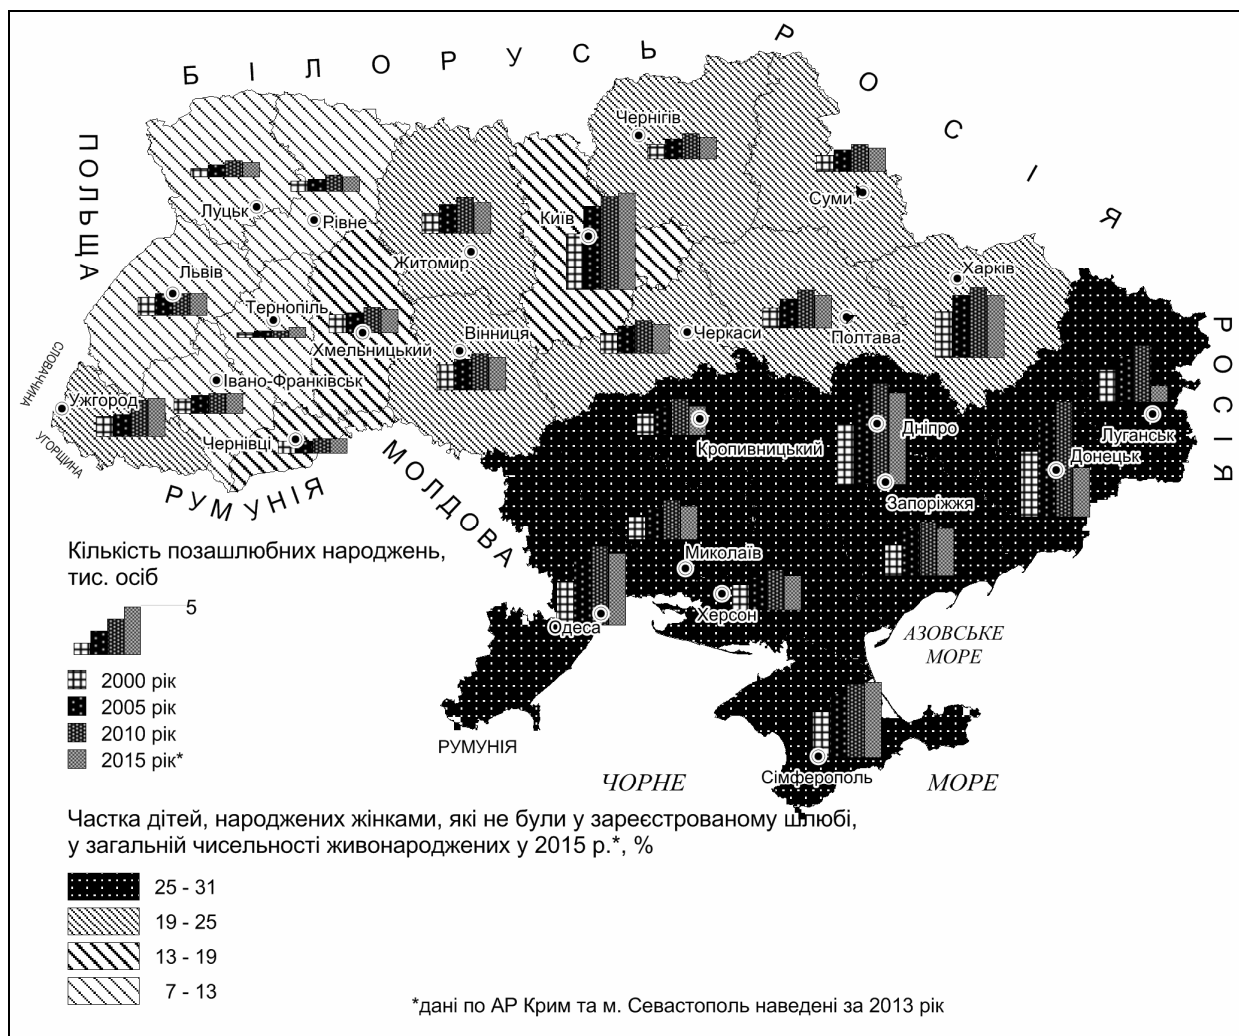 БІЛОРУСЬ
РОСІЯ
ПОЛЬЩА
Чернігів
Суми
Луцьк
Рівне
Київ
Житомир
Львів
Харків
Тернопіль
Хмельницький
Вінниця
Черкаси
Полтава
РОСІЯ
СЛОВАЧЧИНА
Івано-Франківськ
Ужгород
УГОРЩИНА
Чернівці
РУМУНІЯ
МОЛДОВА
Кропивницький
Дніпро
Луганськ
Донецьк
Запоріжжя
Миколаїв
Херсон
Одеса
АЗОВСЬКЕ
МОРЕ
РУМУНІЯ
Сімферополь
ЧОРНЕ МОРЕ
Кількість позашлюбних народжень,
тис. осіб
5
2000 рік
2005 рік
2010 рік
2015 рік*
Частка дітей, народжених жінками, які не були у зареєстрованому шлюбі,
у загальній чисельності живонароджених у 2015 р.*, %
25 - 31
19 - 25
13 - 19
7 - 13
*дані по АР Крим та м. Севастополь наведені за 2013 рік